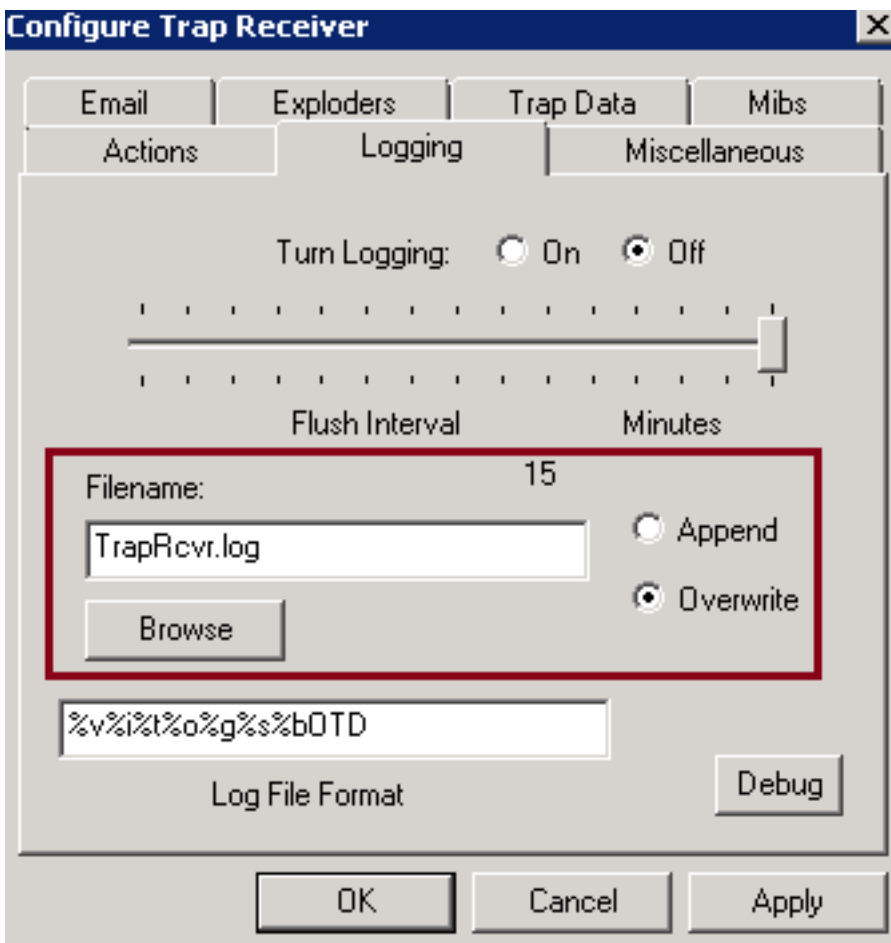 Configure Trap Receiver
Email Exploders Trap Data Mibs
Actions Logging Miscellaneous
Turn Logging: On Off
Flush Interval Minutes
15
Filename:
TrapRcvr.log
Append
Overwrite
Browse
%v%i%t%o%g%s%bOTD
Log File Format
Debug
OK Cancel Apply